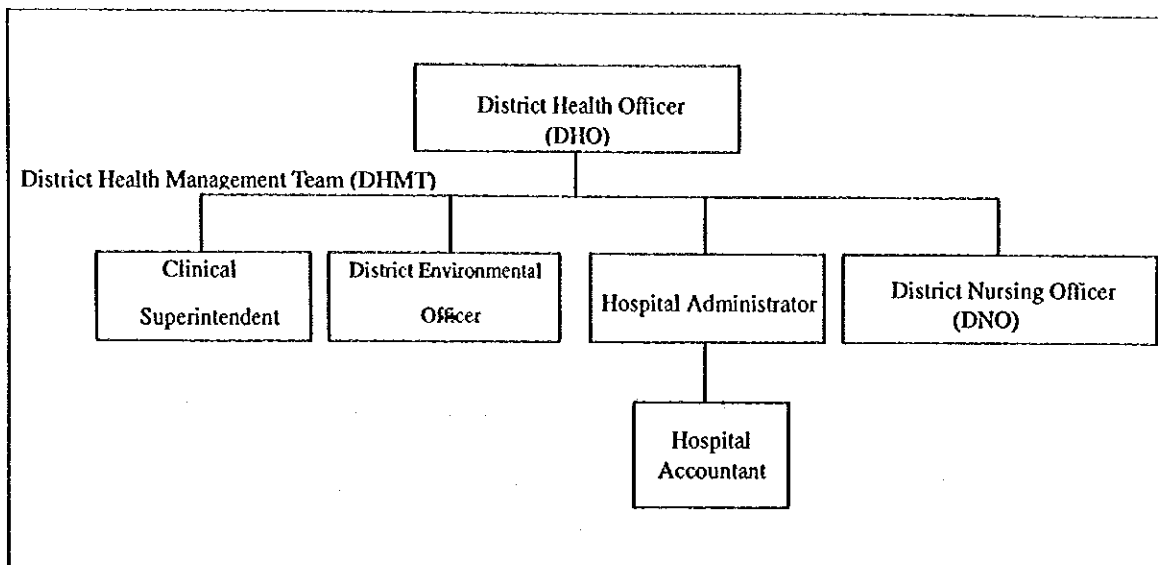 District Health Officer
(DHO)
District Health Management Team (DHMT)
Clinical
Superintendent
District Environmental
Officer
Hospital Administrator
District Nursing Officer
(DNO)
Hospital
Accountant